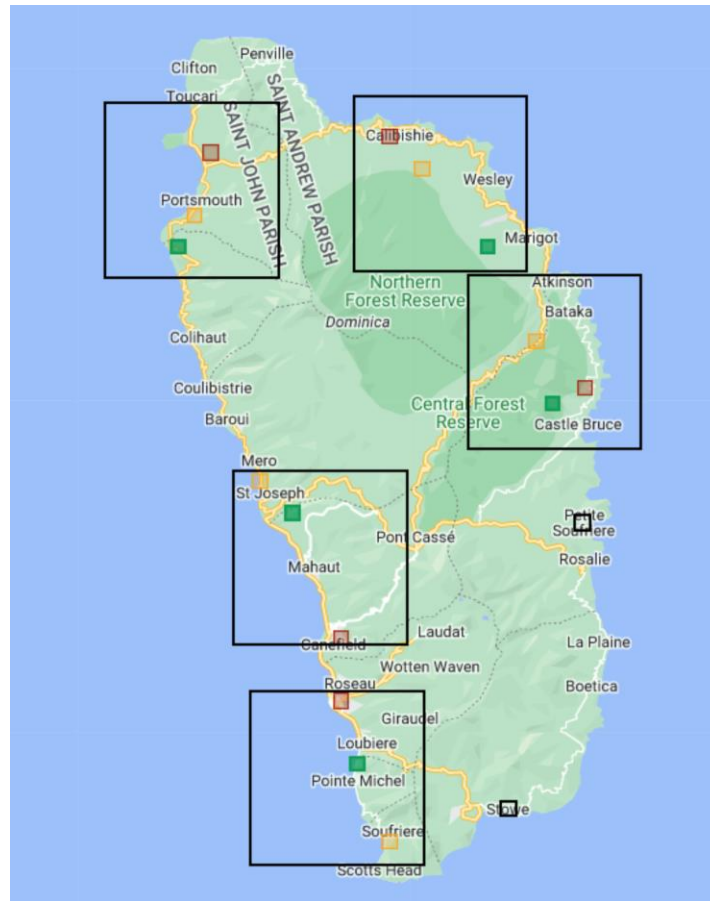 Penville
Clifton
Toucari
SAINT JOHN PARISH
SAINT ANDREW PARISH
Calibishie
Wesley
Portsmouth
Marigot
Northern
Forest Reserve
Atkinson
Bataka
Dominica
Colihaut
Coulibistrie
Central Forest
Reserve
Baroui
Castle Bruce
Mero
St Joseph
Petite
Soufriere
Pont Cassé
Rosalie
Mahaut
Canefield
Laudat
La Plaine
Wotten Waven
Roseau
Boetica
Giraudel
Loubiere
Pointe Michel
Stowe
Soufriere
Scotts Head